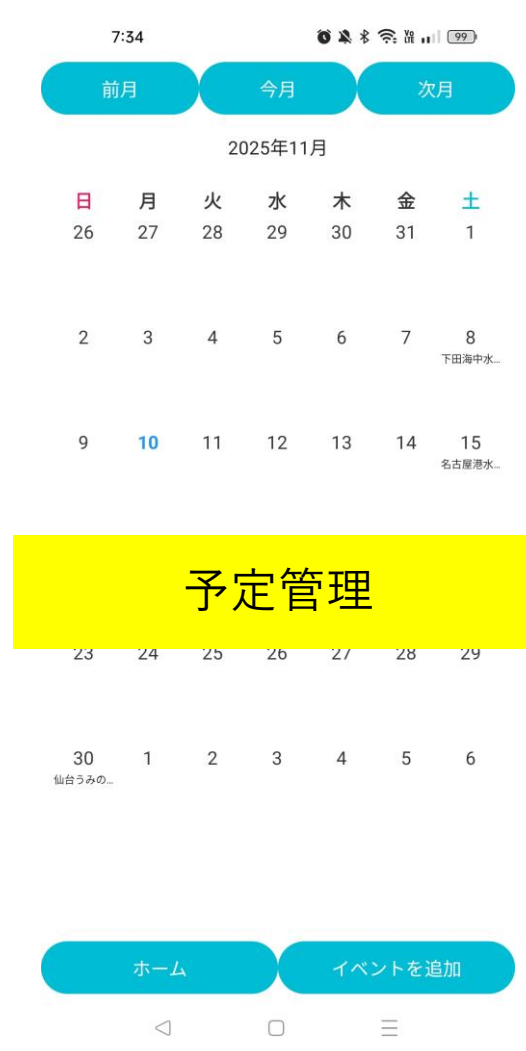 7:34 99
前月 今月 次月
2025年11月
日 月 火 水 木 金 土
26 27 28 29 30 31 1
2 3 4 5 6 7 8
下田海中水...
9 10 11 12 13 14 15
名古屋港水...
予定管理
23 24 25 26 27 28 29
30 1 2 3 4 5 6
仙台うみの...
ホーム イベントを追加